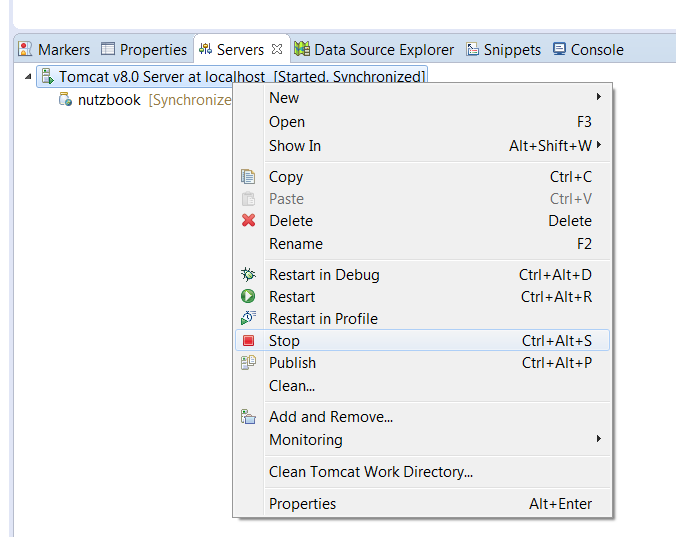 Markers Properties Servers Data Source Explorer Snippets Console
Tomcat v8.0 Server at localhost [Started, Synchronized]
nutzbook [Synchronize
New
Open F3
Show In Alt+Shift+W
Copy Ctrl+C
Paste Ctrl+V
Delete Delete
Rename F2
Restart in Debug Ctrl+Alt+D
Restart Ctrl+Alt+R
Restart in Profile
Stop Ctrl+Alt+S
Publish Ctrl+Alt+P
Clean...
Add and Remove...
Monitoring
Clean Tomcat Work Directory...
Properties Alt+Enter